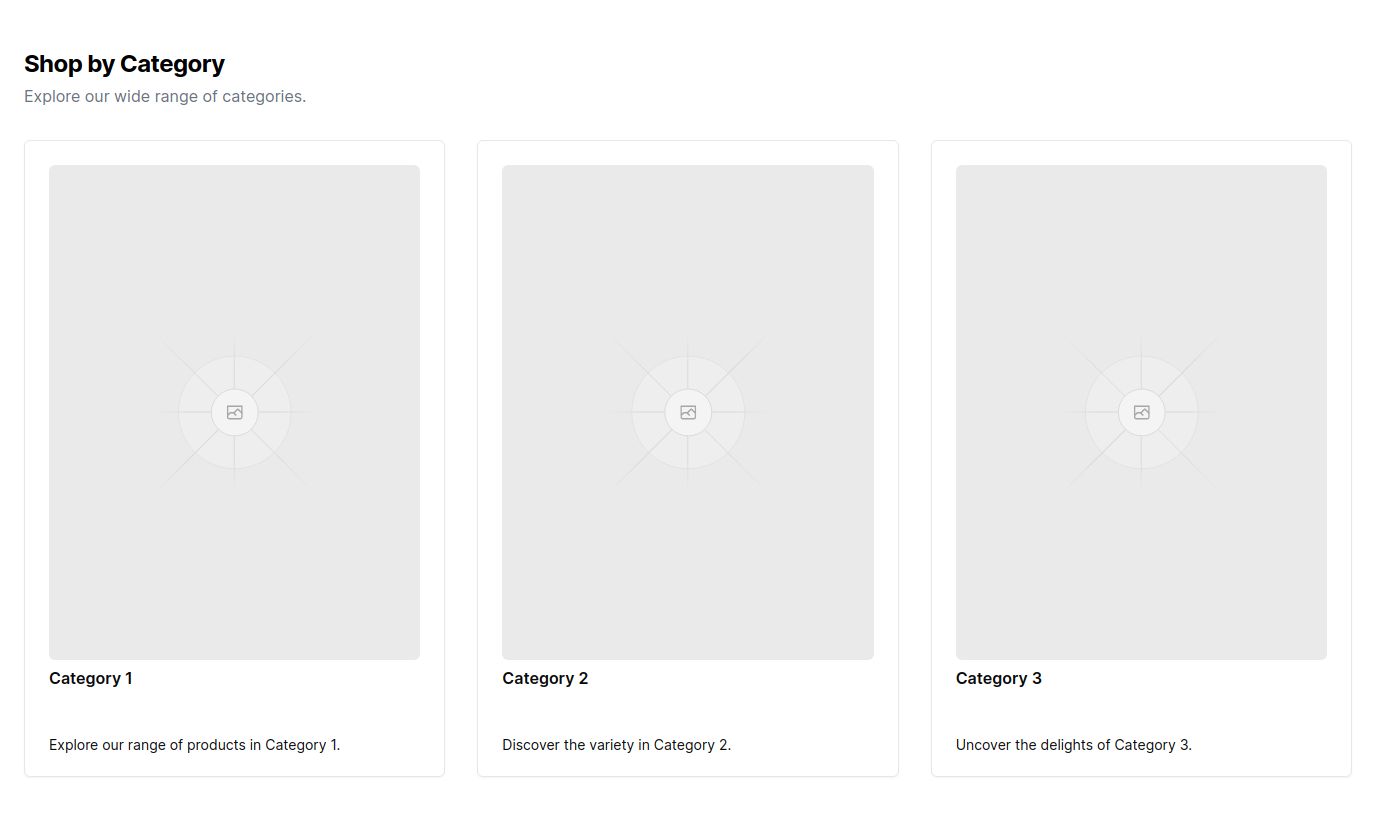 Shop by Category
Explore our wide range of categories.
Category 1
Explore our range of products in Category 1.
Category 2
Discover the variety in Category 2.
Category 3
Uncover the delights of Category 3.